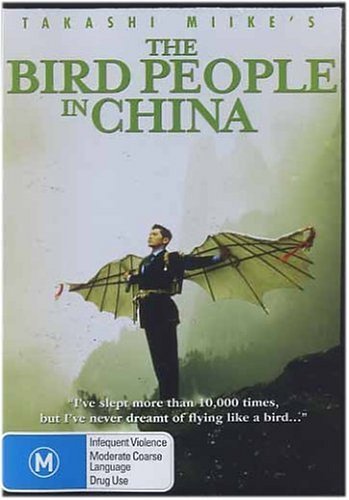 TAKASHI MIIKE'S
THE
BIRD PEOPLE
IN CHINA
"I've slept more than 10,000 times,
but I've never dreamt of flying like a bird..."
M
Infequent Violence
Moderate Coarse
Language
Drug Use